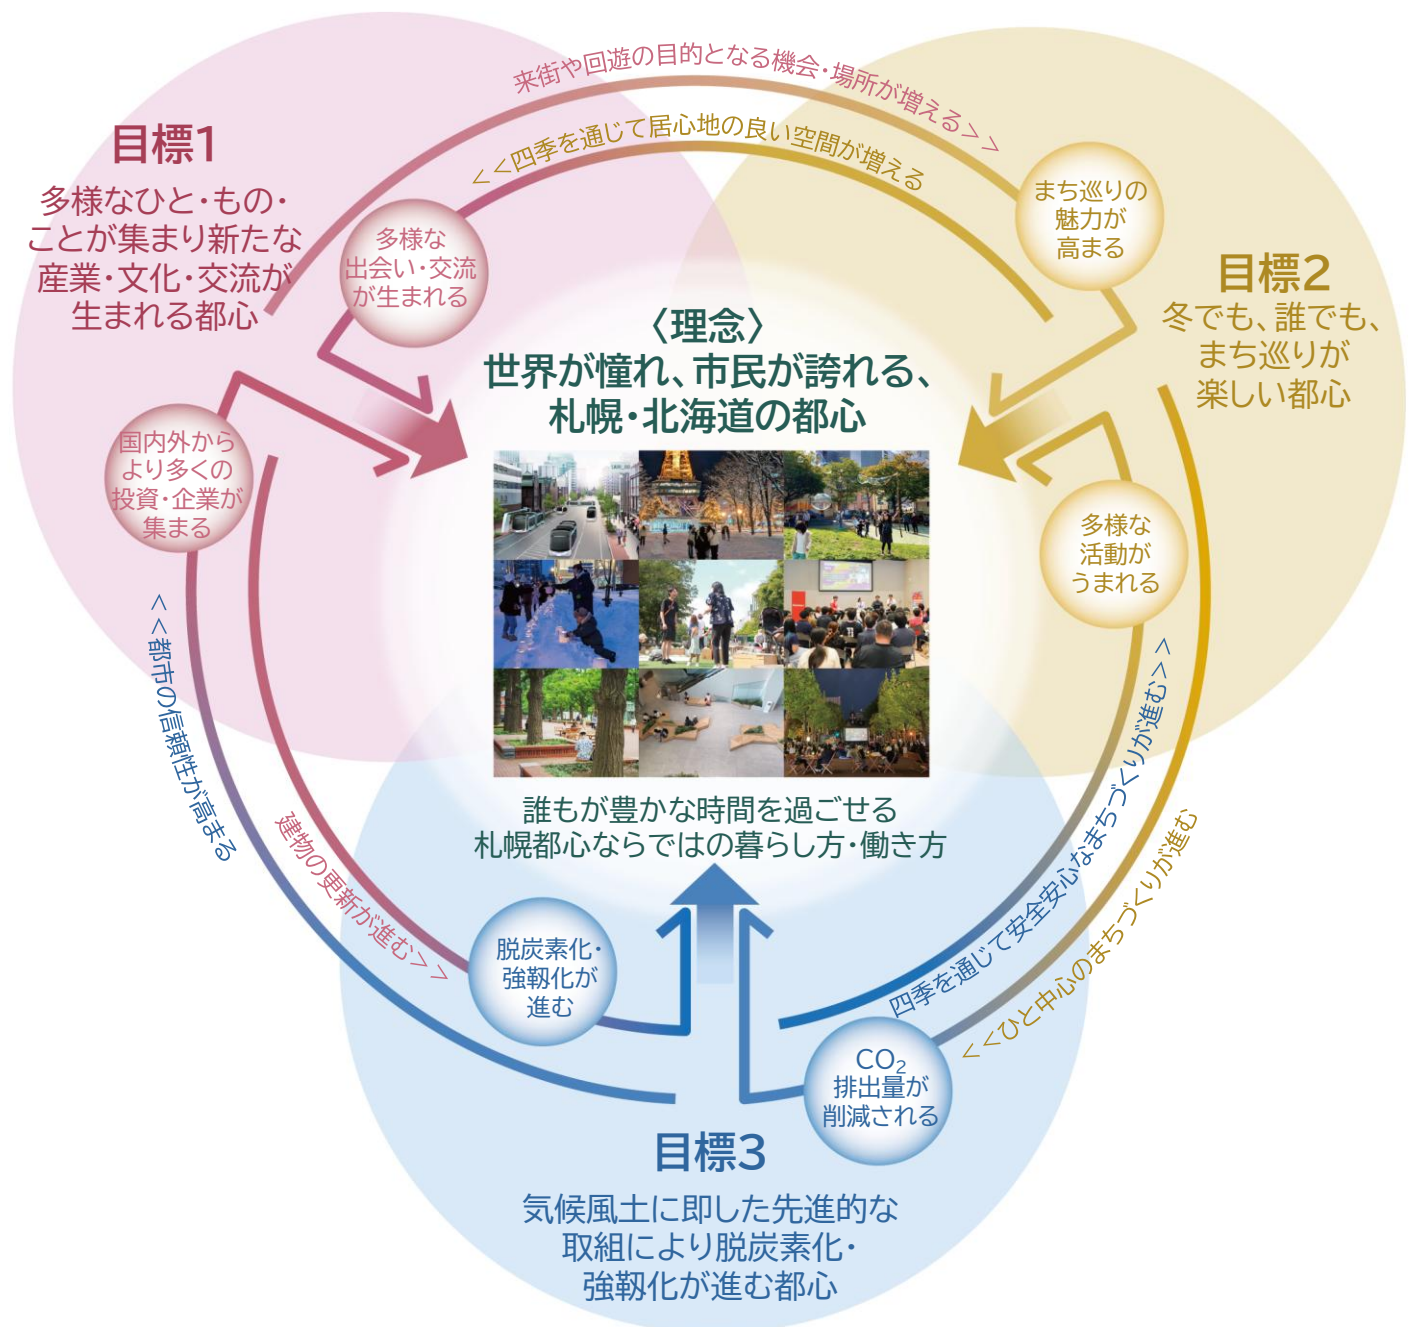 来街や回遊の目的となる機会・場所が増える>>
<<四季を通じて居心地の良い空間が増える
目標1
多様なひと・もの・
ことが集まり新たな
産業・文化・交流が
生まれる都心
多様な
出会い・交流
が生まれる
まち巡りの
魅力が
高まる
目標2
冬でも、誰でも、
まち巡りが
楽しい都心
〈理念〉
世界が憧れ、市民が誇れる、
札幌・北海道の都心
国内外から
より多くの
投資・企業が
集まる
多様な
活動が
うまれる
<<都市の信頼性が高まる
建物の更新が進む>>
四季を通じて安全安心なまちづくりが進む>>
<<ひと中心のまちづくりが進む
誰もが豊かな時間を過ごせる
札幌都心ならではの暮らし方・働き方
脱炭素化・
強靱化が
進む
CO₂
排出量が
削減される
目標3
気候風土に即した先進的な
取組により脱炭素化・
強靱化が進む都心